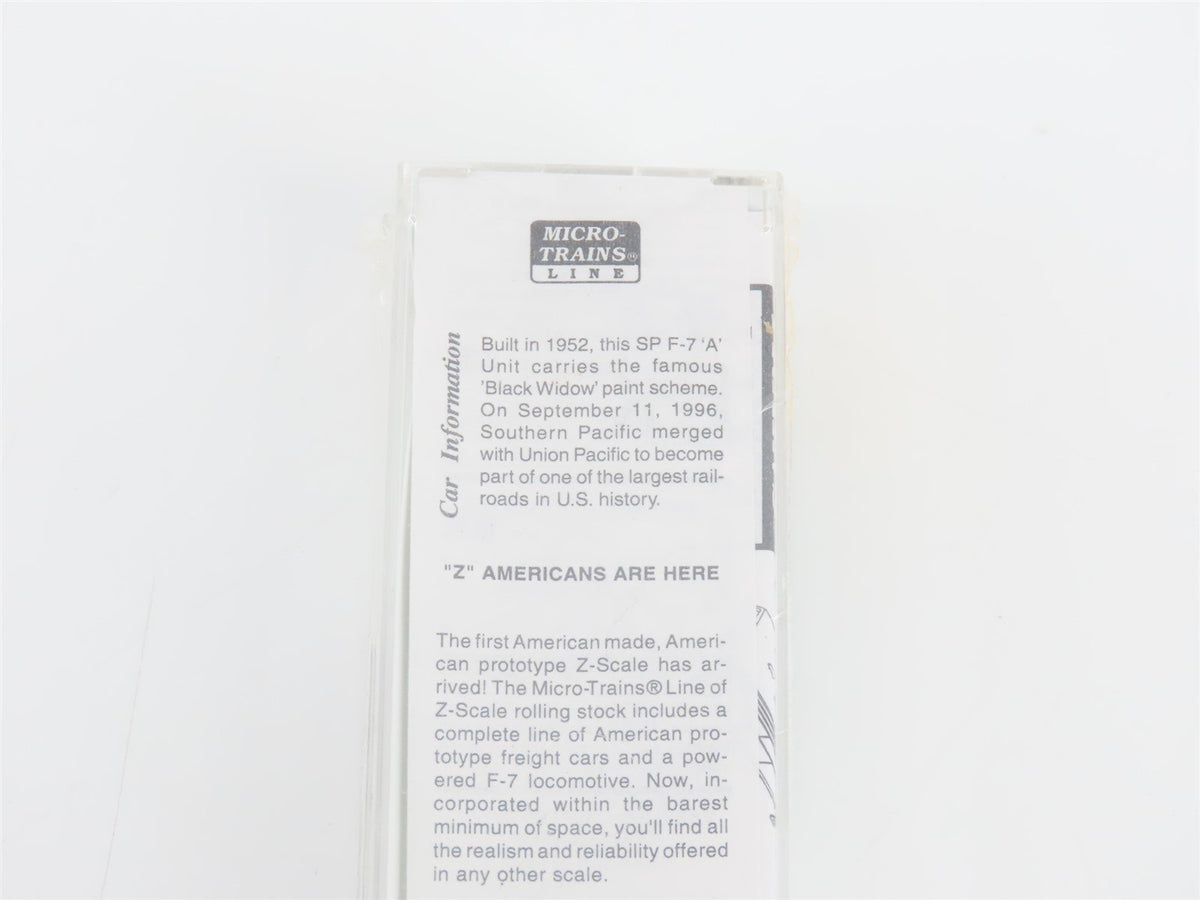 MICRO-
TRAINS®
LINE
Car Information
Built in 1952, this SP F-7 'A'
Unit carries the famous
'Black Widow' paint scheme.
On September 11, 1996,
Southern Pacific merged
with Union Pacific to become
part of one of the largest rail-
roads in U.S. history.
"Z" AMERICANS ARE HERE
The first American made, Ameri-
can prototype Z-Scale has ar-
rived! The Micro-Trains® Line of
Z-Scale rolling stock includes a
complete line of American pro-
totype freight cars and a pow-
ered F-7 locomotive. Now, in-
corporated within the barest
minimum of space, you'll find all
the realism and reliability offered
in any other scale.